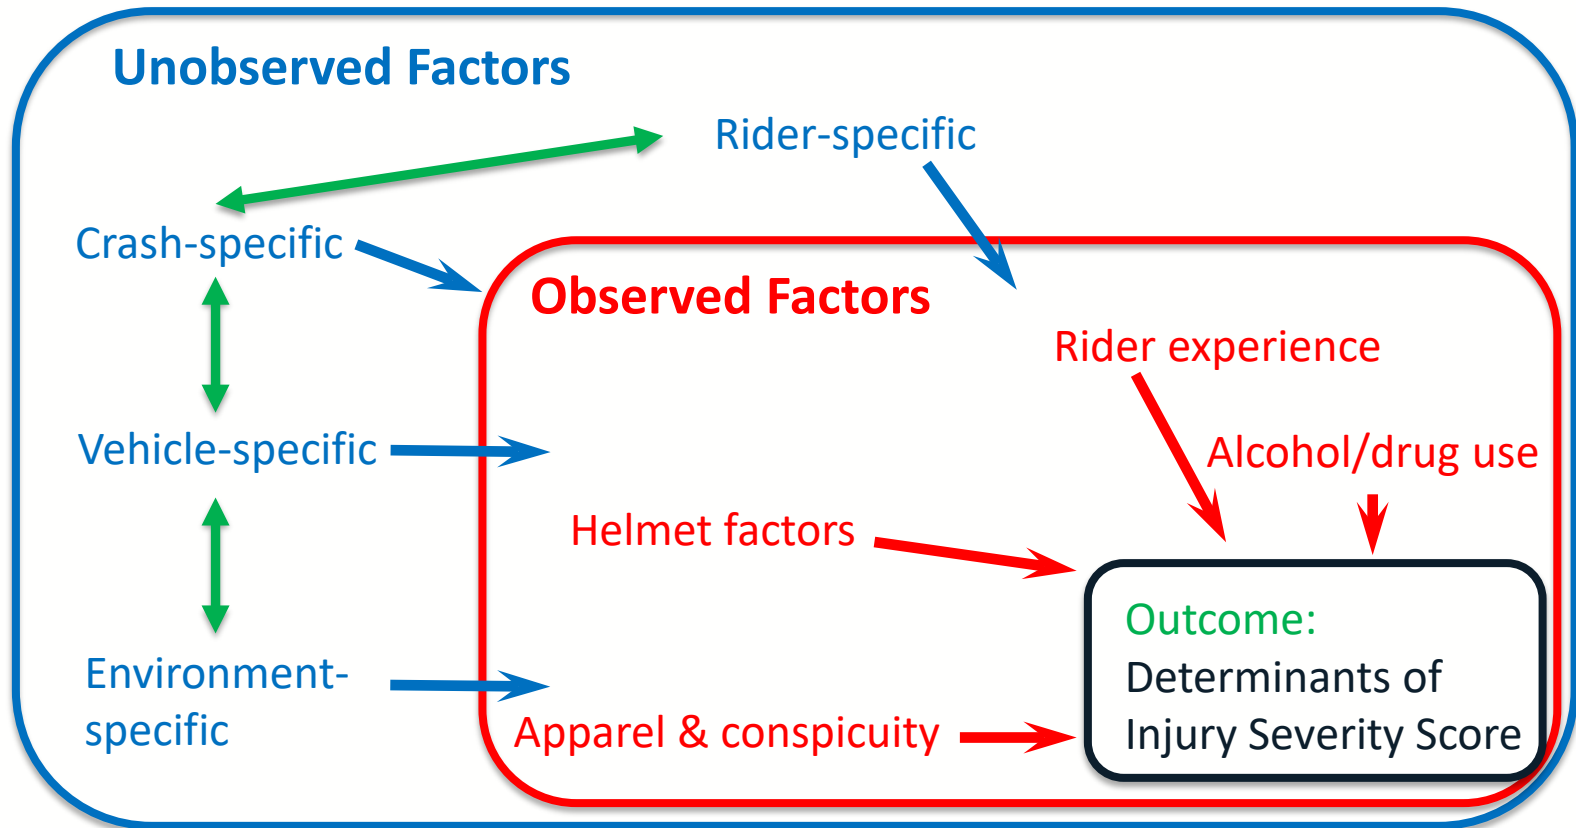 Unobserved Factors
Rider-specific
Crash-specific
Observed Factors
Rider experience
Vehicle-specific
Alcohol/drug use
Helmet factors
Outcome:
Determinants of
Injury Severity Score
Environment-
specific
Apparel & conspicuity